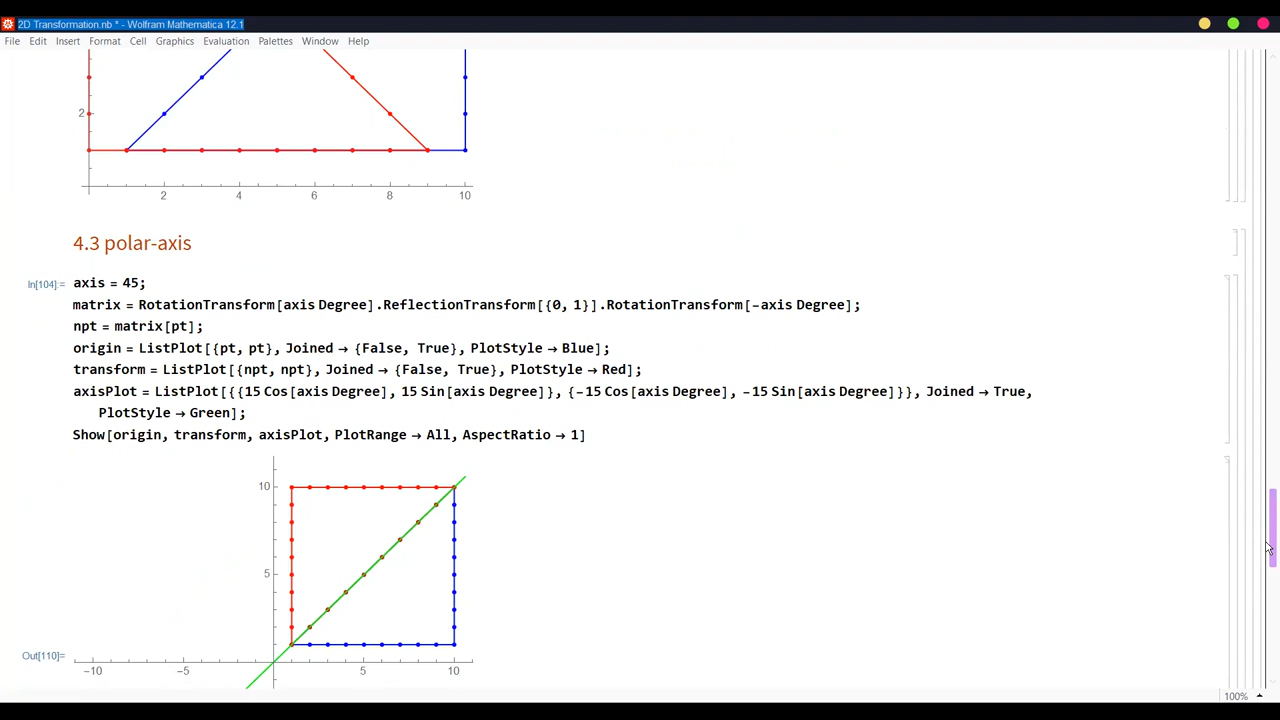 2D Transformation.nb * - Wolfram Mathematica 12.1
File Edit Insert Format Cell Graphics Evaluation Palettes Window Help
2
2 4 6 8 10
4.3 polar-axis
In[104]:= axis = 45;
matrix = RotationTransform[axis Degree].ReflectionTransform[{0, 1}].RotationTransform[-axis Degree];
npt = matrix[pt];
origin = ListPlot[{pt, pt}, Joined → {False, True}, PlotStyle → Blue];
transform = ListPlot[{npt, npt}, Joined → {False, True}, PlotStyle → Red];
axisPlot = ListPlot[{{15 Cos[axis Degree], 15 Sin[axis Degree]}, {-15 Cos[axis Degree], -15 Sin[axis Degree]}}, Joined → True,
PlotStyle → Green];
Show[origin, transform, axisPlot, PlotRange → All, AspectRatio → 1]
10
5
Out[110]=
-10 -5 5 10
100%